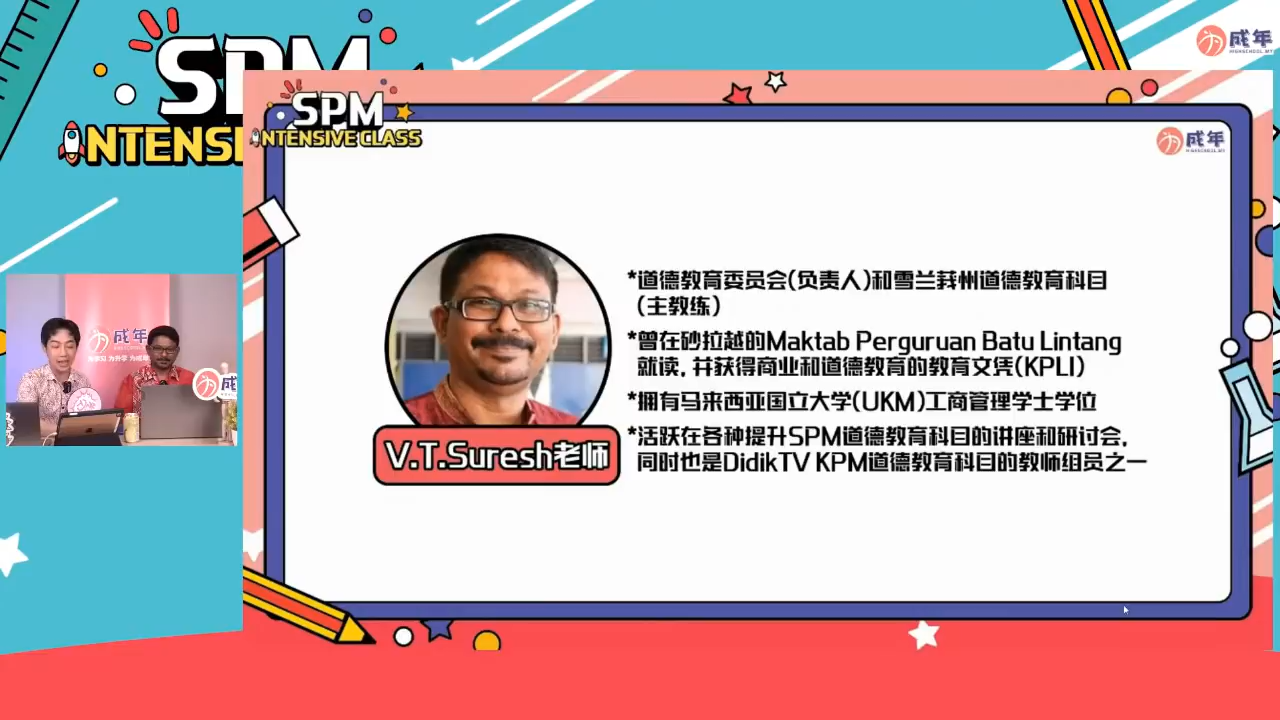 SPM
INTENSI
成年
HIGHSCHOOL.MY
SPM
INTENSIVE CLASS
成年
HIGHSCHOOL.MY
*道德教育委员会(负责人)和雪兰莪州道德教育科目
(主教练)
*曾在砂拉越的Maktab Perguruan Batu Lintang
就读, 并获得商业和道德教育的教育文凭(KPLI)
*拥有马来西亚国立大学(UKM)工商管理学士学位
*活跃在各种提升SPM道德教育科目的讲座和研讨会,
同时也是DidikTV KPM道德教育科目的教师组员之一
V.T.Suresh老师
成年
成